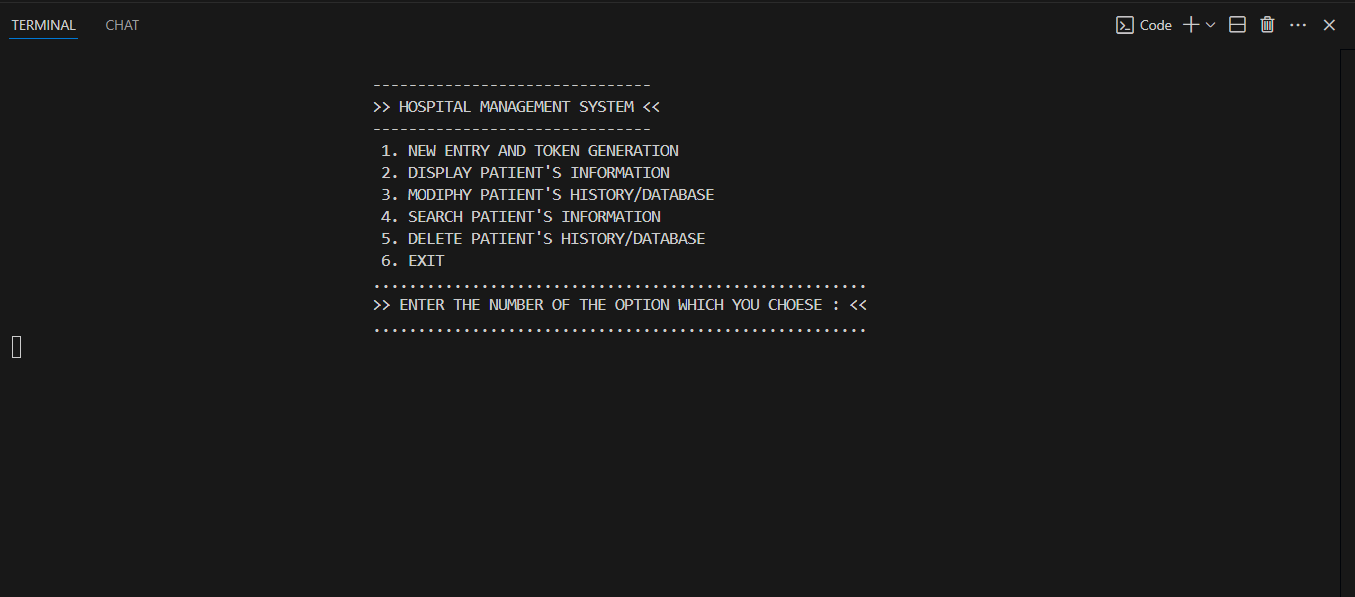 TERMINAL CHAT Code
-------------------------------
>> HOSPITAL MANAGEMENT SYSTEM <<
-------------------------------
1. NEW ENTRY AND TOKEN GENERATION
2. DISPLAY PATIENT'S INFORMATION
3. MODIPHY PATIENT'S HISTORY/DATABASE
4. SEARCH PATIENT'S INFORMATION
5. DELETE PATIENT'S HISTORY/DATABASE
6. EXIT
.......................................................
>> ENTER THE NUMBER OF THE OPTION WHICH YOU CHOESE : <<
.......................................................